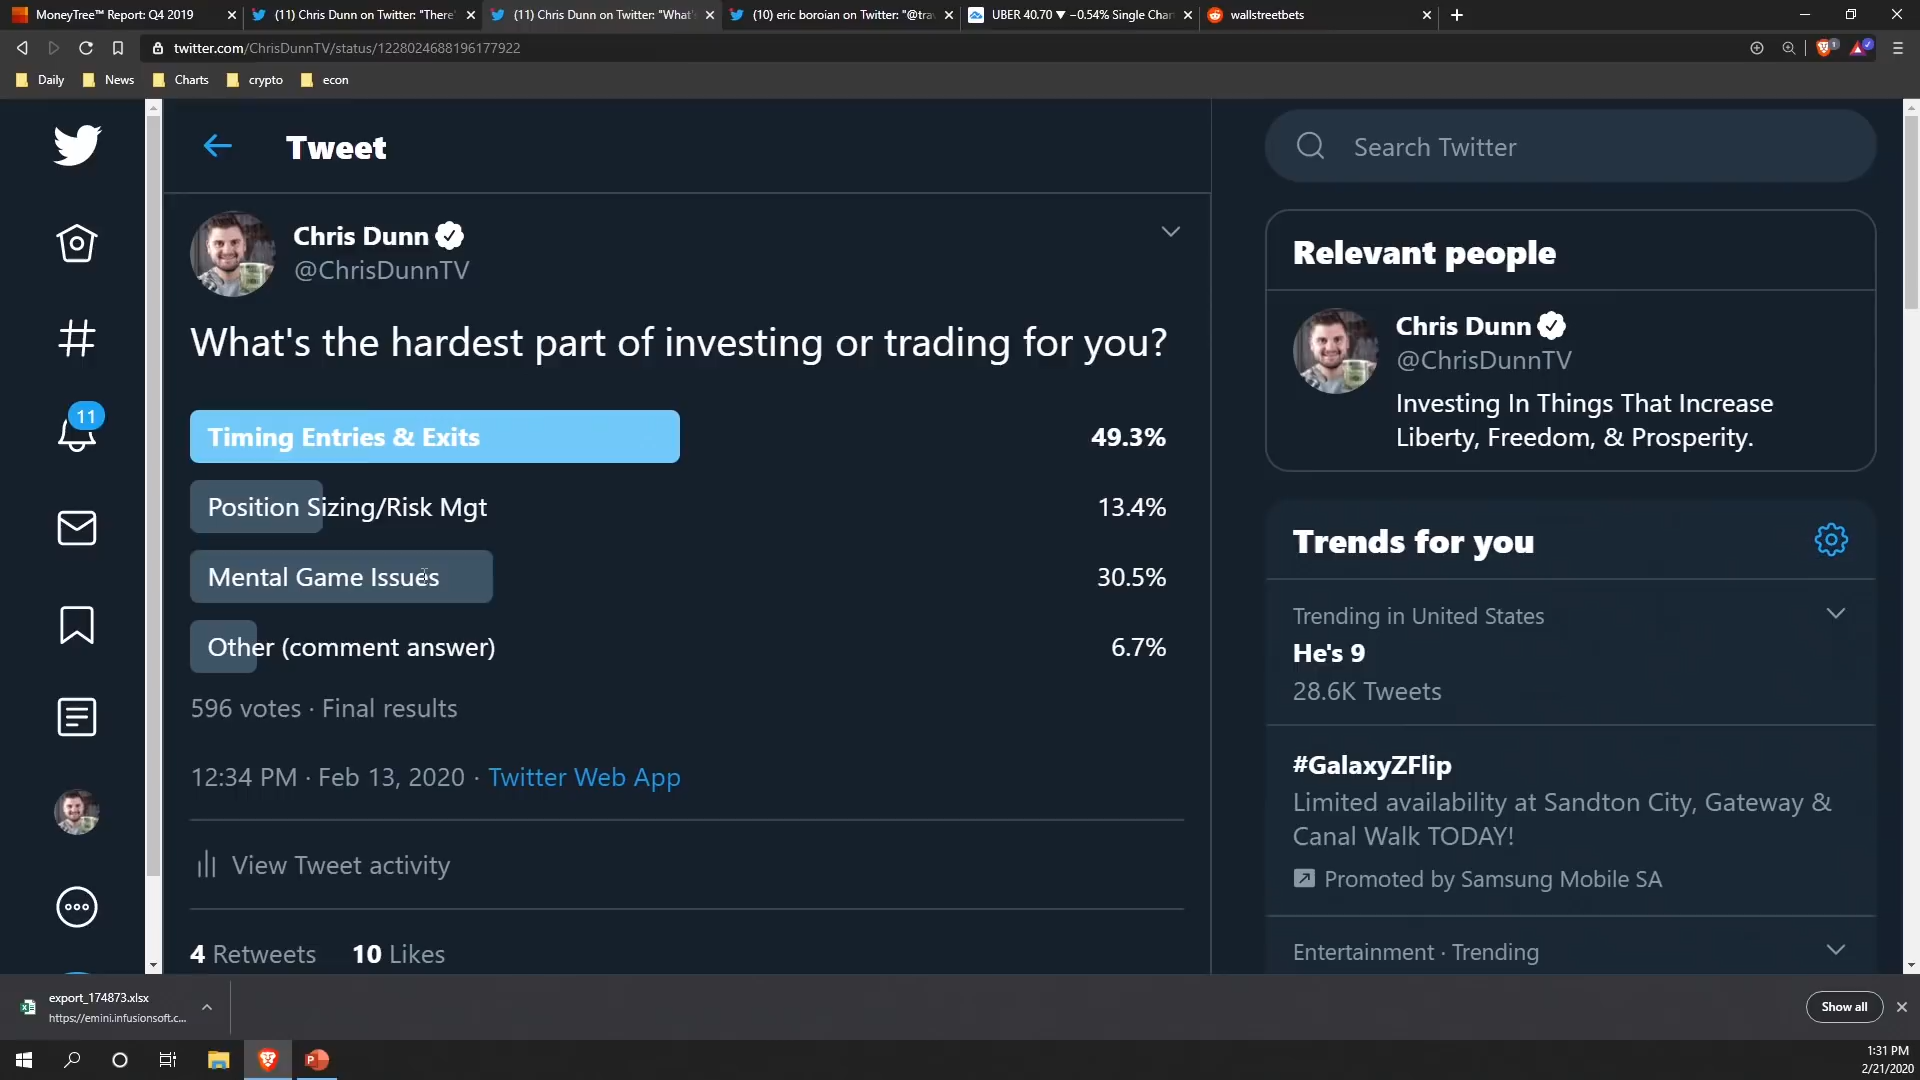 MoneyTree™ Report: Q4 2019
(11) Chris Dunn on Twitter: "There'
(11) Chris Dunn on Twitter: "What's
(10) eric boroian on Twitter: "@tra
UBER 40.70 ▼ −0.54% Single Char
wallstreetbets
twitter.com/ChrisDunnTV/status/1228024688196177922
1
Daily
News
Charts
crypto
econ
Tweet
Search Twitter
Chris Dunn
@ChrisDunnTV
What's the hardest part of investing or trading for you?
Timing Entries & Exits 49.3%
Position Sizing/Risk Mgt 13.4%
Mental Game Issues 30.5%
Other (comment answer) 6.7%
596 votes · Final results
12:34 PM · Feb 13, 2020 · Twitter Web App
View Tweet activity
4 Retweets 10 Likes
11
Relevant people
Chris Dunn
@ChrisDunnTV
Investing In Things That Increase
Liberty, Freedom, & Prosperity.
Trends for you
Trending in United States
He's 9
28.6K Tweets
#GalaxyZFlip
Limited availability at Sandton City, Gateway &
Canal Walk TODAY!
Promoted by Samsung Mobile SA
Entertainment · Trending
export_174873.xlsx
https://emini.infusionsoft.c...
Show all
1:31 PM
2/21/2020